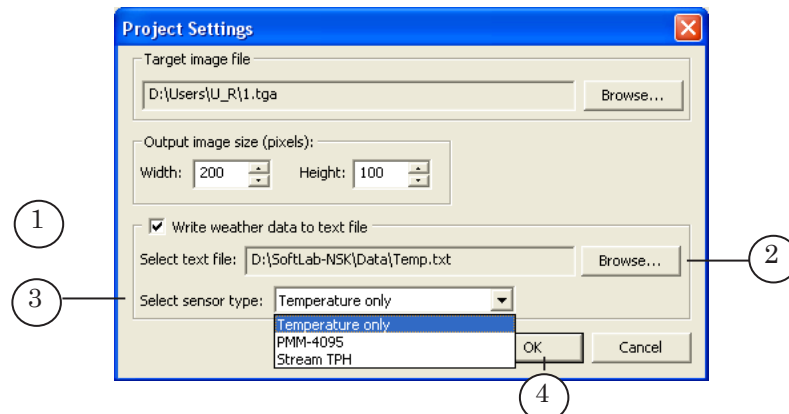 Project Settings
Target image file
D:\Users\U_R\1.tga
Browse...
Output image size (pixels):
Width: 200 Height: 100
1
Write weather data to text file
Select text file: D:\SoftLab-NSK\Data\Temp.txt Browse...
2
3
Select sensor type: Temperature only
Temperature only
PMM-4095
Stream TPH
OK Cancel
4